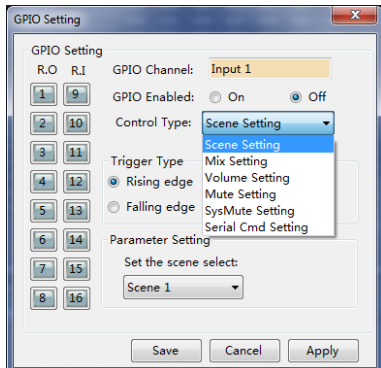 GPIO Setting
GPIO Setting
R.O R.I
GPIO Channel: Input 1
1 9
GPIO Enabled: On Off
2 10
Control Type: Scene Setting
Scene Setting
Mix Setting
Volume Setting
Mute Setting
SysMute Setting
Serial Cmd Setting
3 11
Trigger Type
4 12
Rising edge
5 13
Falling edge
6 14
Parameter Setting
7 15
Set the scene select:
8 16
Scene 1
Save Cancel Apply